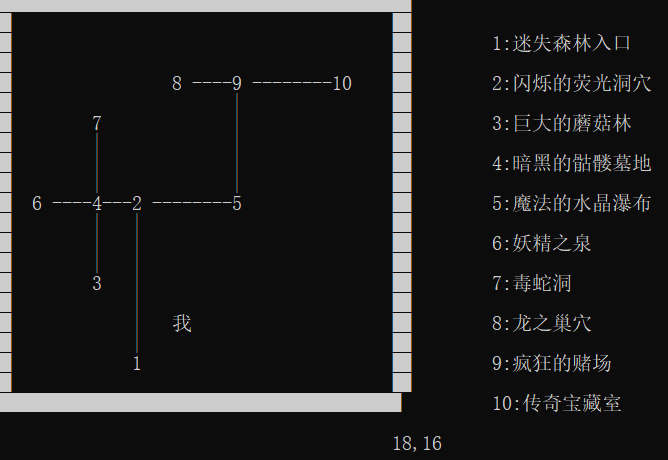 1:迷失森林入口
8 ----9 --------10
2:闪烁的荧光洞穴
7
3:巨大的蘑菇林
4:暗黑的骷髅墓地
6 ----4---2 --------5
5:魔法的水晶瀑布
6:妖精之泉
3
7:毒蛇洞
我
8:龙之巢穴
1
9:疯狂的赌场
10:传奇宝藏室
18,16